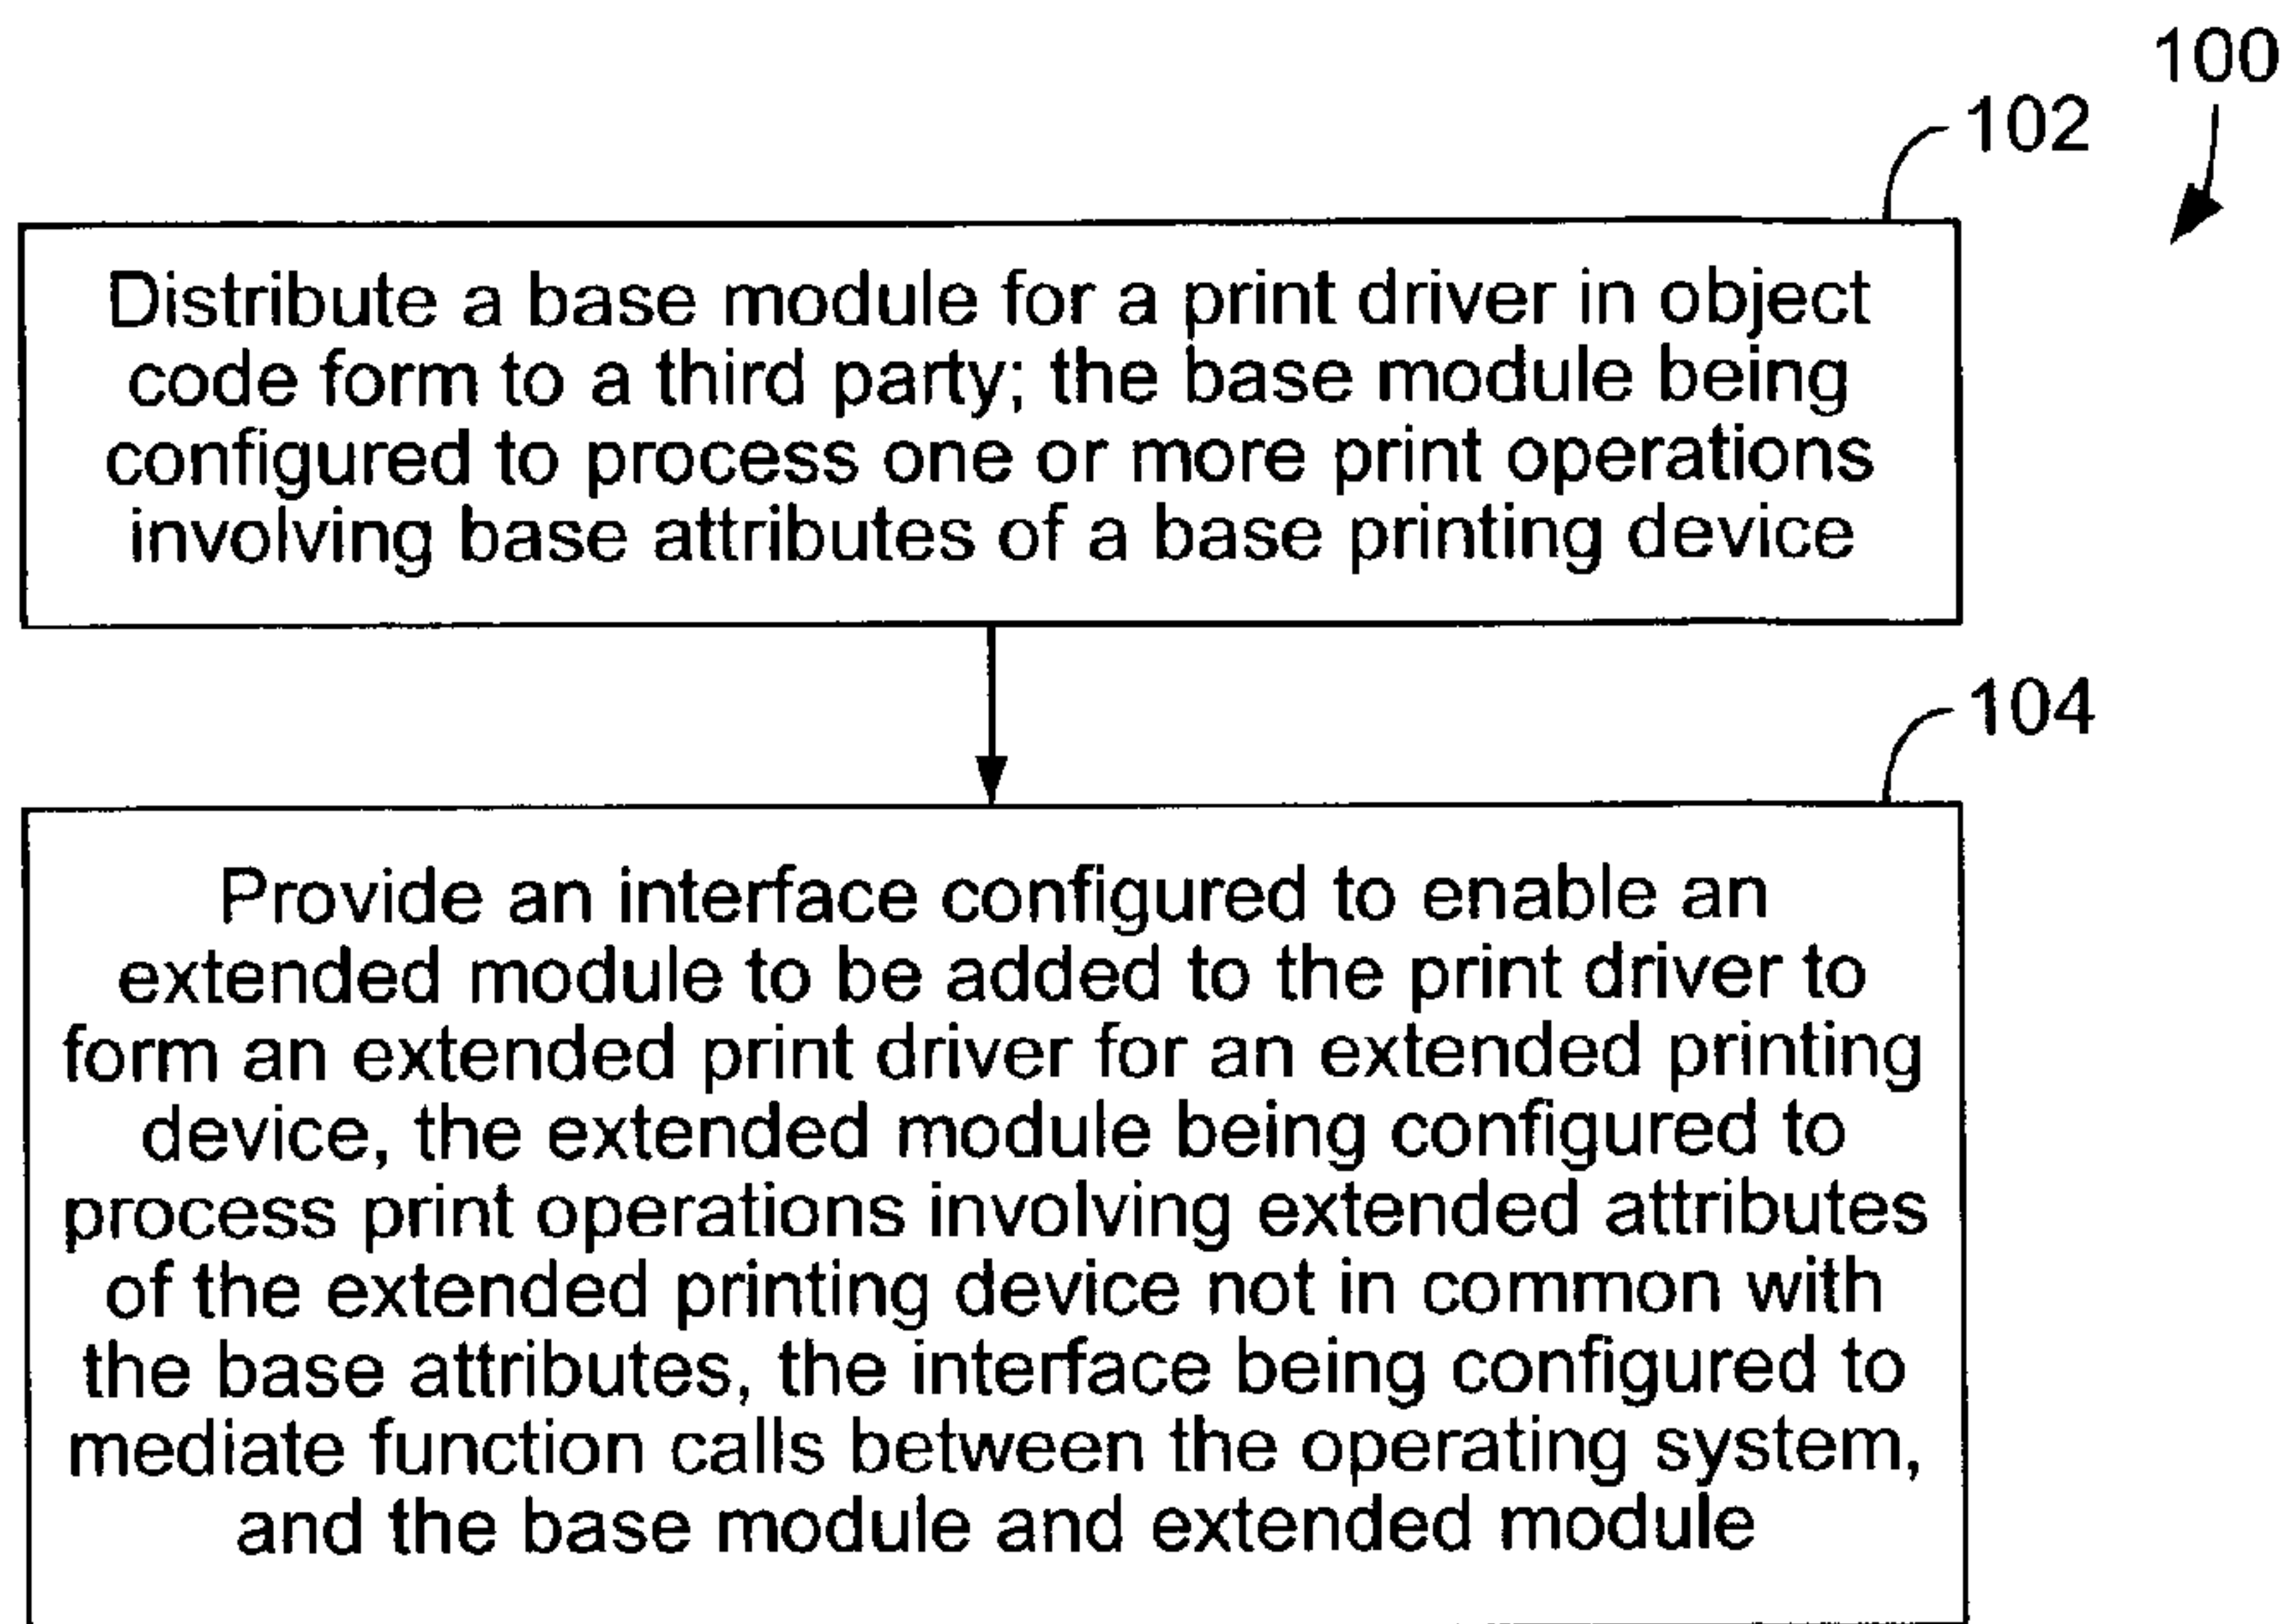 100
102
Distribute a base module for a print driver in object
code form to a third party; the base module being
configured to process one or more print operations
involving base attributes of a base printing device
104
Provide an interface configured to enable an
extended module to be added to the print driver to
form an extended print driver for an extended printing
device, the extended module being configured to
process print operations involving extended attributes
of the extended printing device not in common with
the base attributes, the interface being configured to
mediate function calls between the operating system,
and the base module and extended module